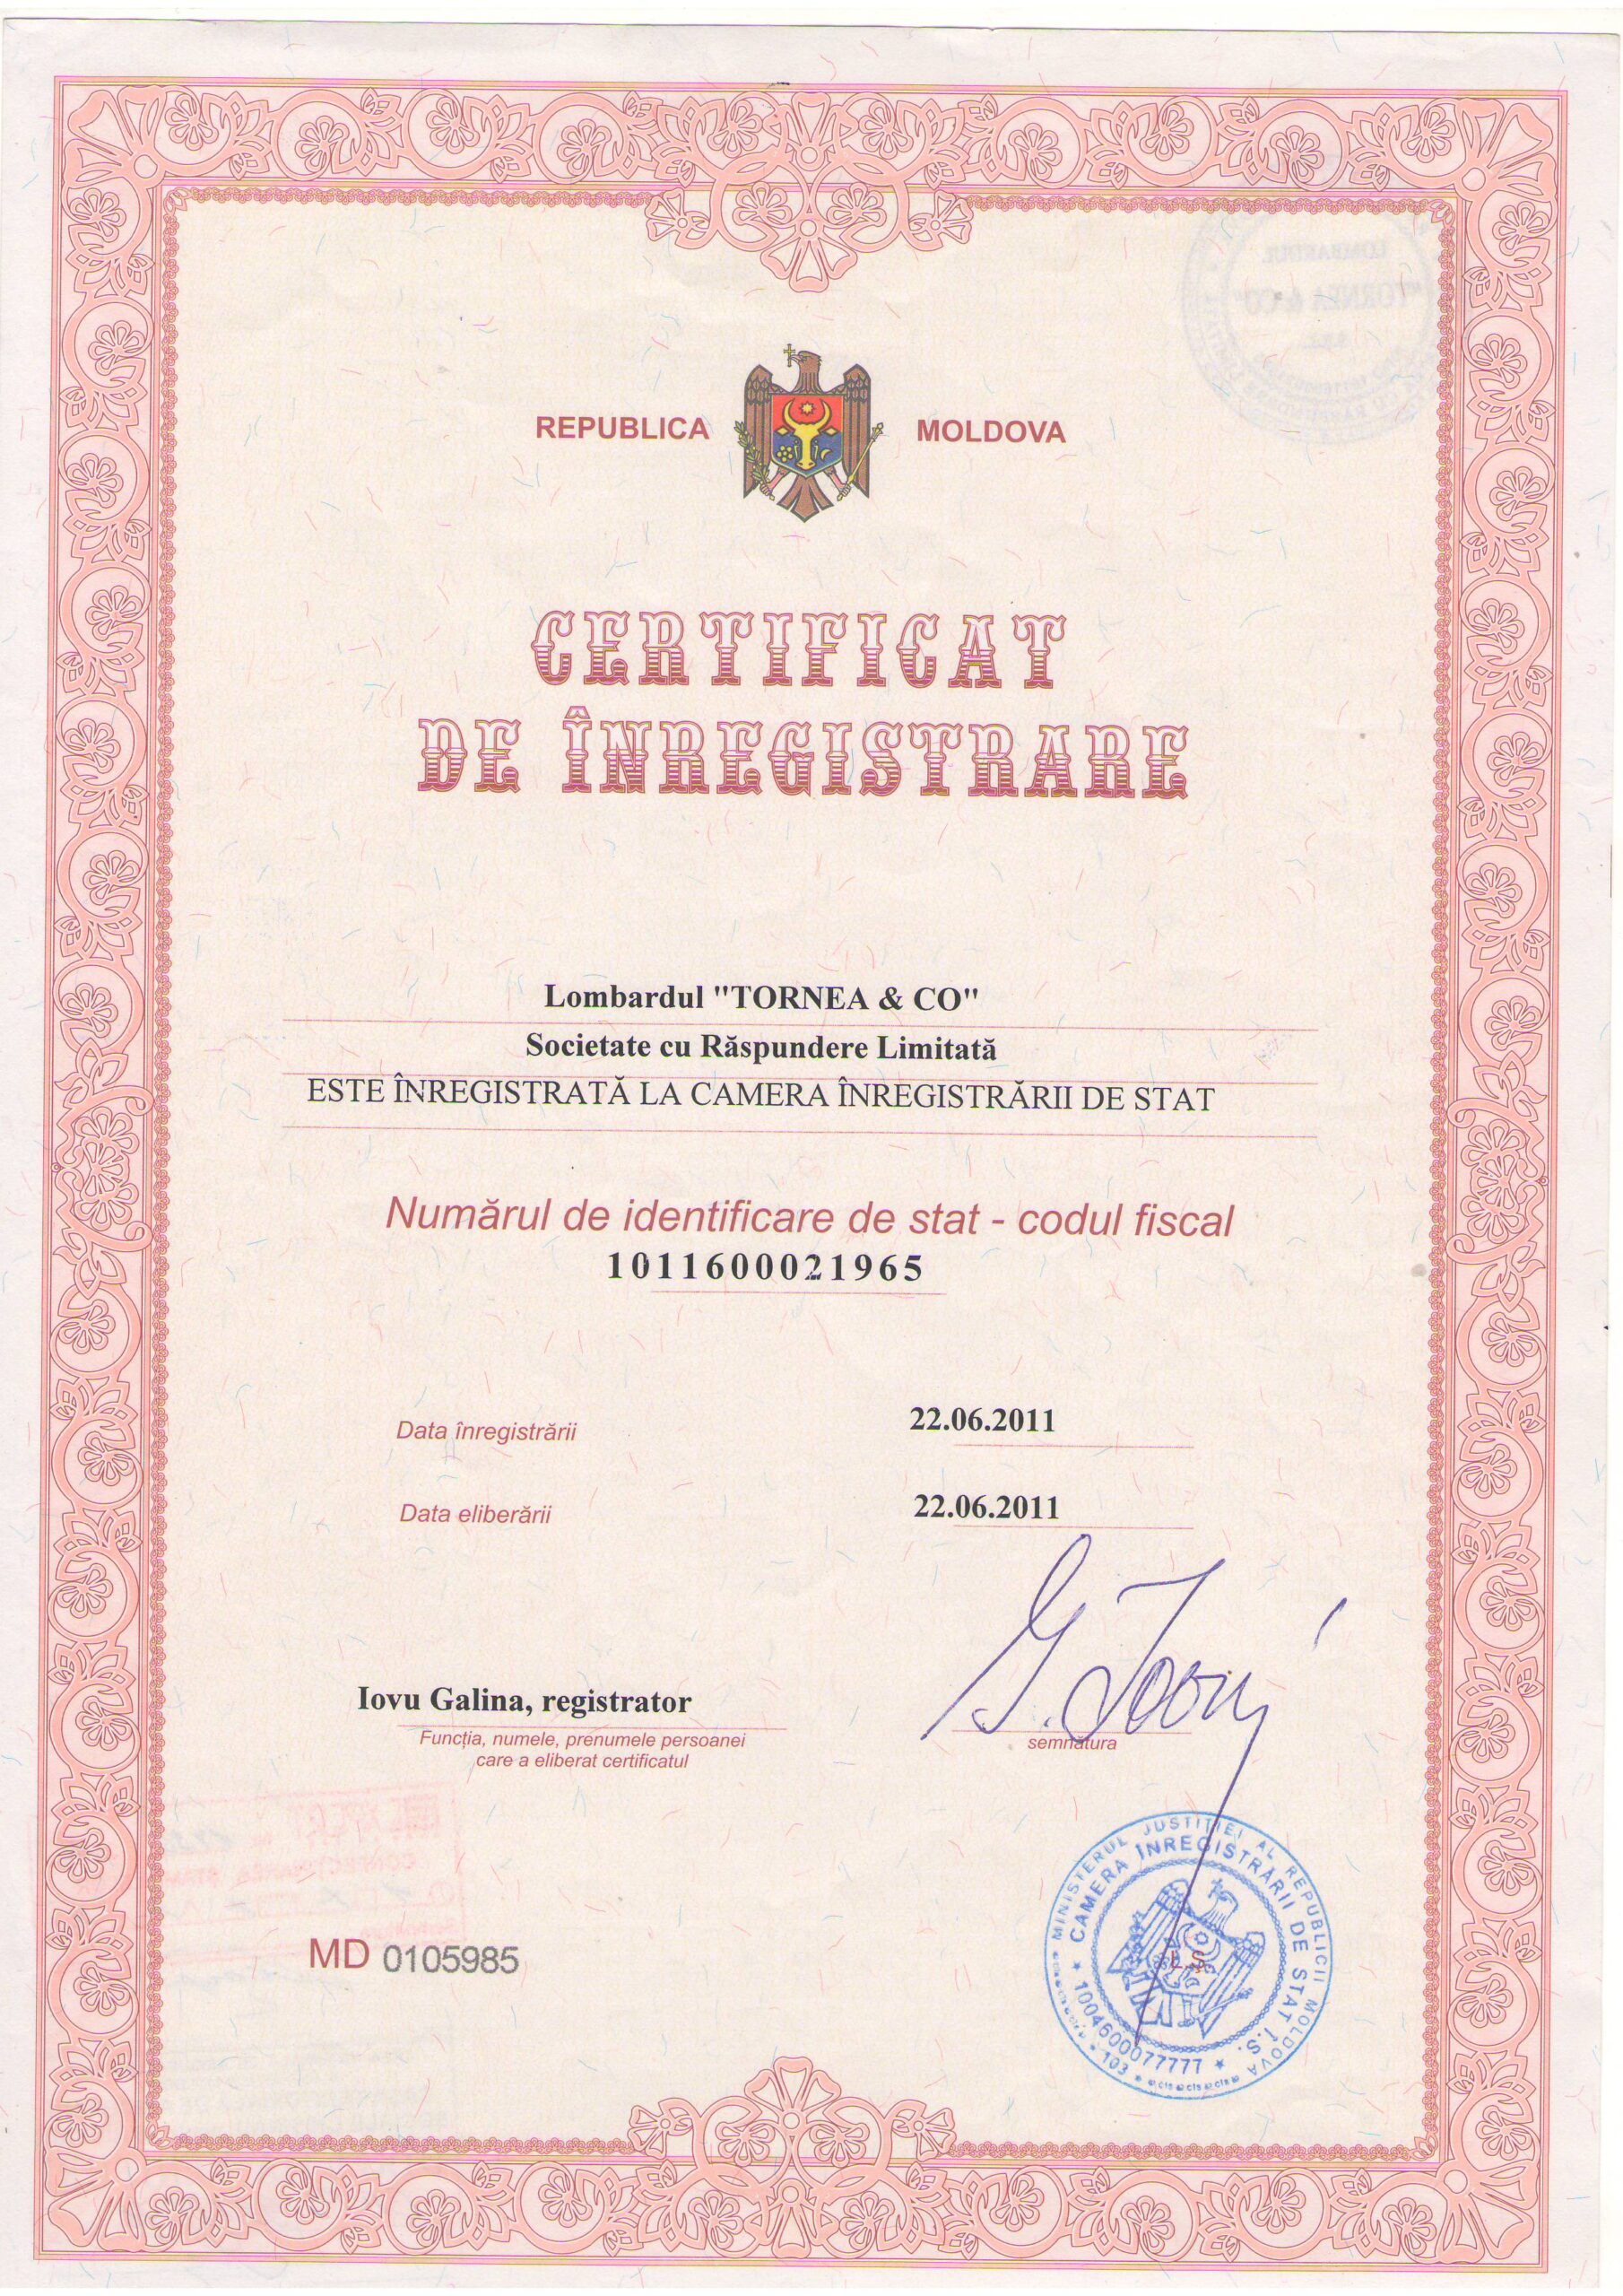 REPUBLICA MOLDOVA
CERTIFICAT
DE ÎNREGISTRARE
Lombardul "TORNEA & CO"
Societate cu Răspundere Limitată
ESTE ÎNREGISTRATĂ LA CAMERA ÎNREGISTRĂRII DE STAT
Numărul de identificare de stat - codul fiscal
1011600021965
Data înregistrării 22.06.2011
Data eliberării 22.06.2011
G. Iovu
Iovu Galina, registrator
Funcția, numele, prenumele persoanei
care a eliberat certificatul
semnătura
MINISTERUL JUSTIȚIEI AL REPUBLICII MOLDOVA
CAMERA ÎNREGISTRĂRII DE STAT Î.S.
1004600077777
103
L.Ş.
MD 0105985